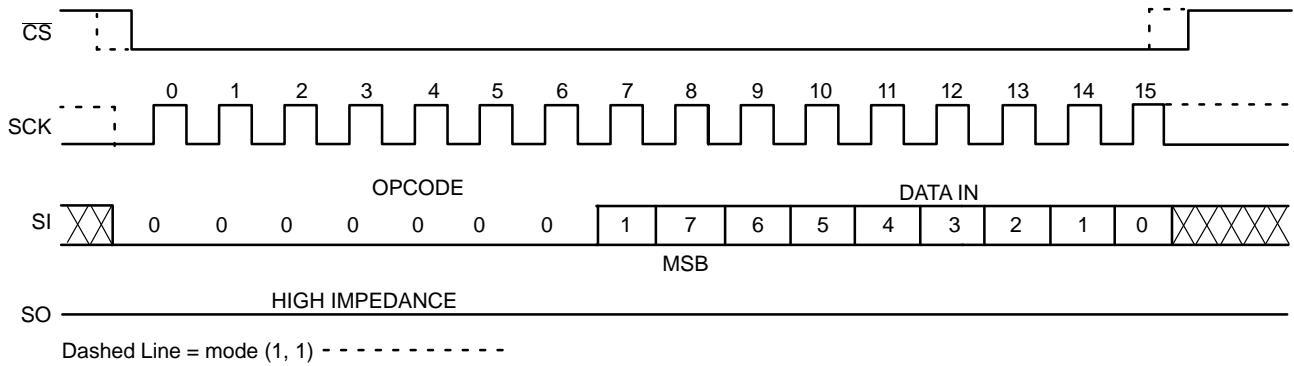 CS
0 1 2 3 4 5 6 7 8 9 10 11 12 13 14 15
SCK
OPCODE DATA IN
SI 0 0 0 0 0 0 0 1 7 6 5 4 3 2 1 0
MSB
HIGH IMPEDANCE
SO
Dashed Line = mode (1, 1)